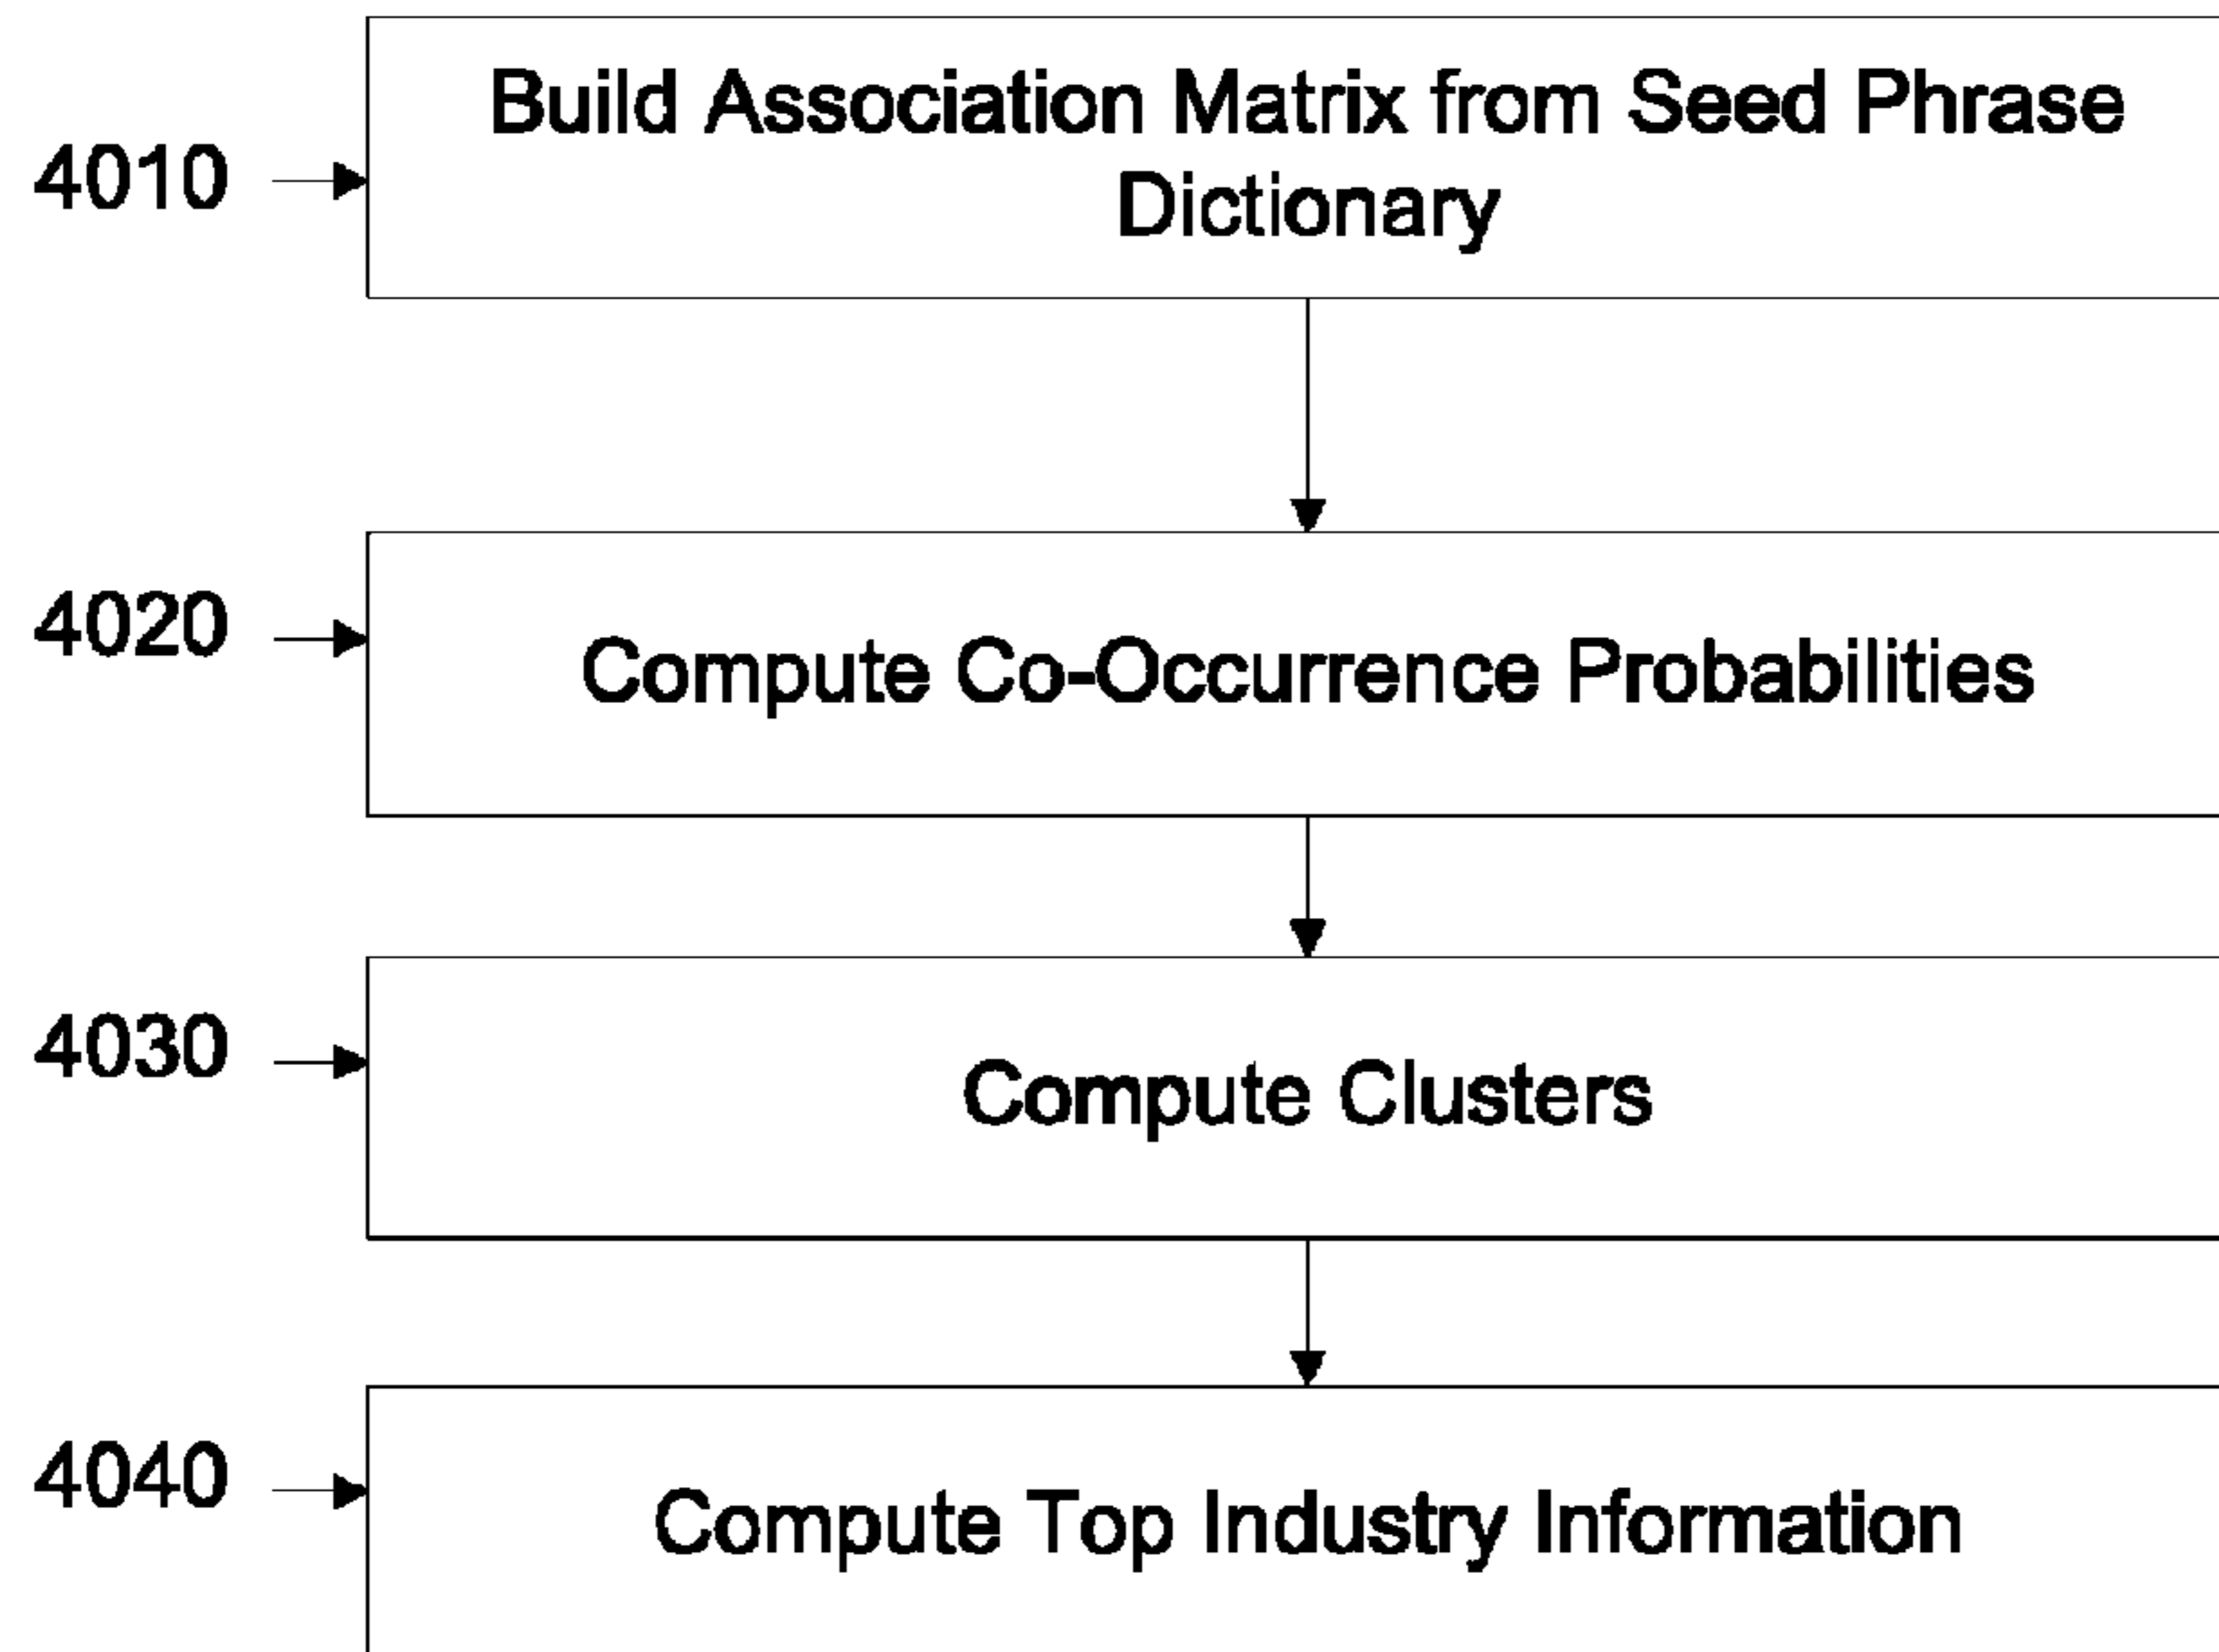 Build Association Matrix from Seed Phrase
4010
Dictionary
4020
Compute Co-Occurrence Probabilities
4030
Compute Clusters
4040
Compute Top Industry Information